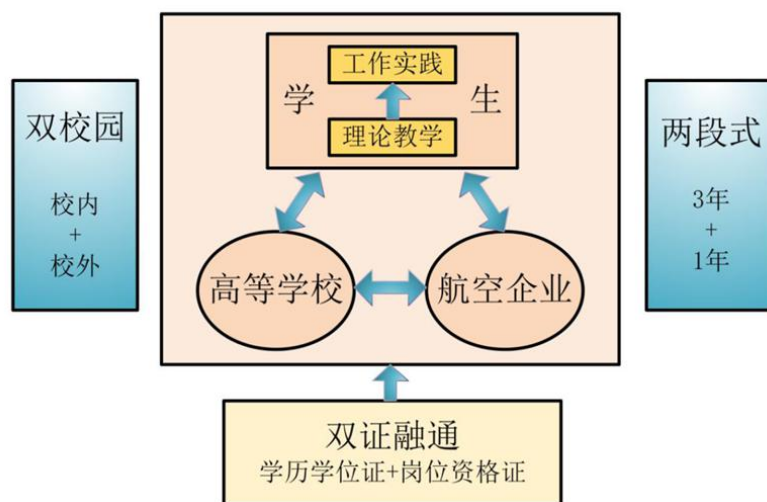 工作实践
学 生
理论教学
双校园
校内
+
校外
两段式
3年
+
1年
高等学校
航空企业
双证融通
学历学位证+岗位资格证